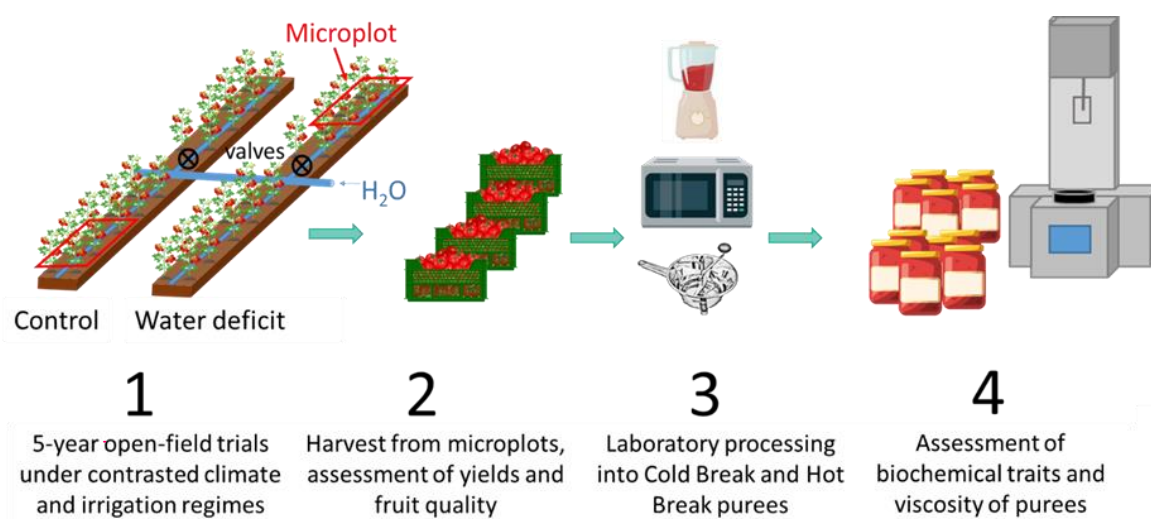 Microplot
valves
H₂O
Control
Water deficit
1
5-year open-field trials
under contrasted climate
and irrigation regimes
2
Harvest from microplots,
assessment of yields and
fruit quality
3
Laboratory processing
into Cold Break and Hot
Break purees
4
Assessment of
biochemical traits and
viscosity of purees